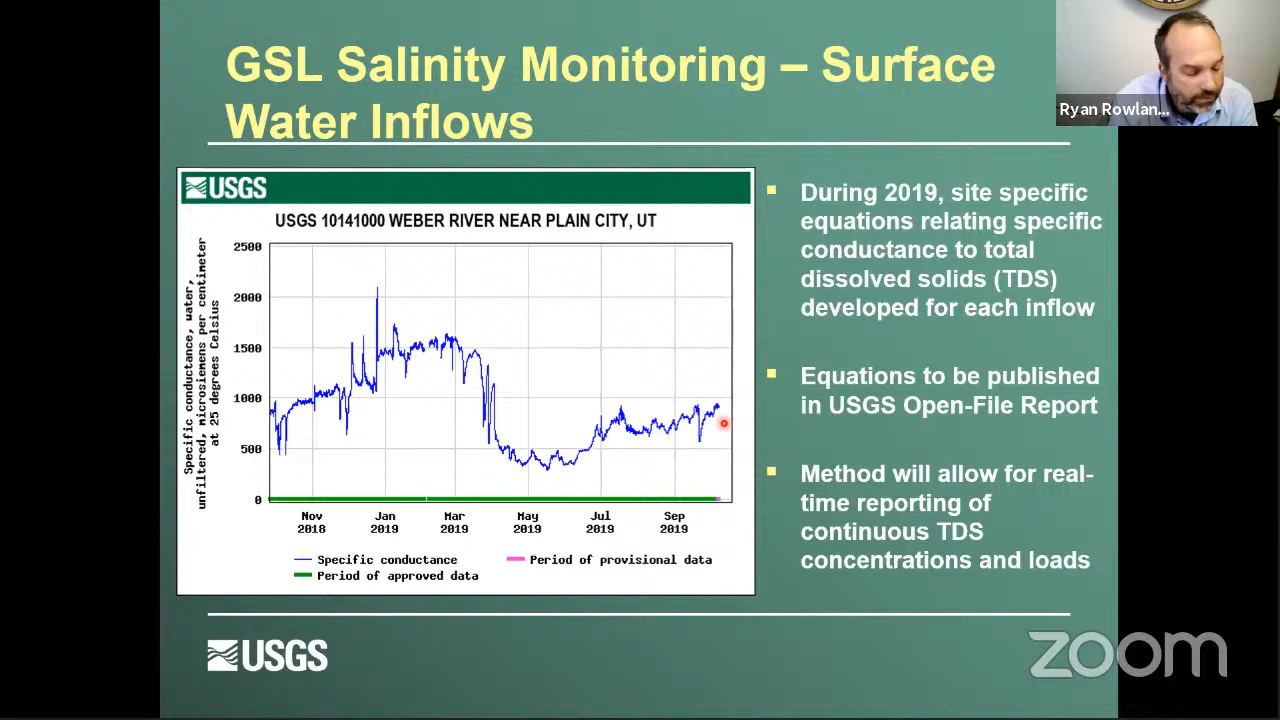 GSL Salinity Monitoring – Surface
Water Inflows
Ryan Rowlan...
USGS
USGS 10141000 WEBER RIVER NEAR PLAIN CITY, UT
Specific conductance, water,
unfiltered, microsiemens per centimeter
at 25 degrees Celsius
2500
2000
1500
1000
500
0
Nov Jan Mar May Jul Sep
2018 2019 2019 2019 2019 2019
Specific conductance Period of provisional data
Period of approved data
During 2019, site specific
equations relating specific
conductance to total
dissolved solids (TDS)
developed for each inflow
Equations to be published
in USGS Open-File Report
Method will allow for real-
time reporting of
continuous TDS
concentrations and loads
USGS
zoom